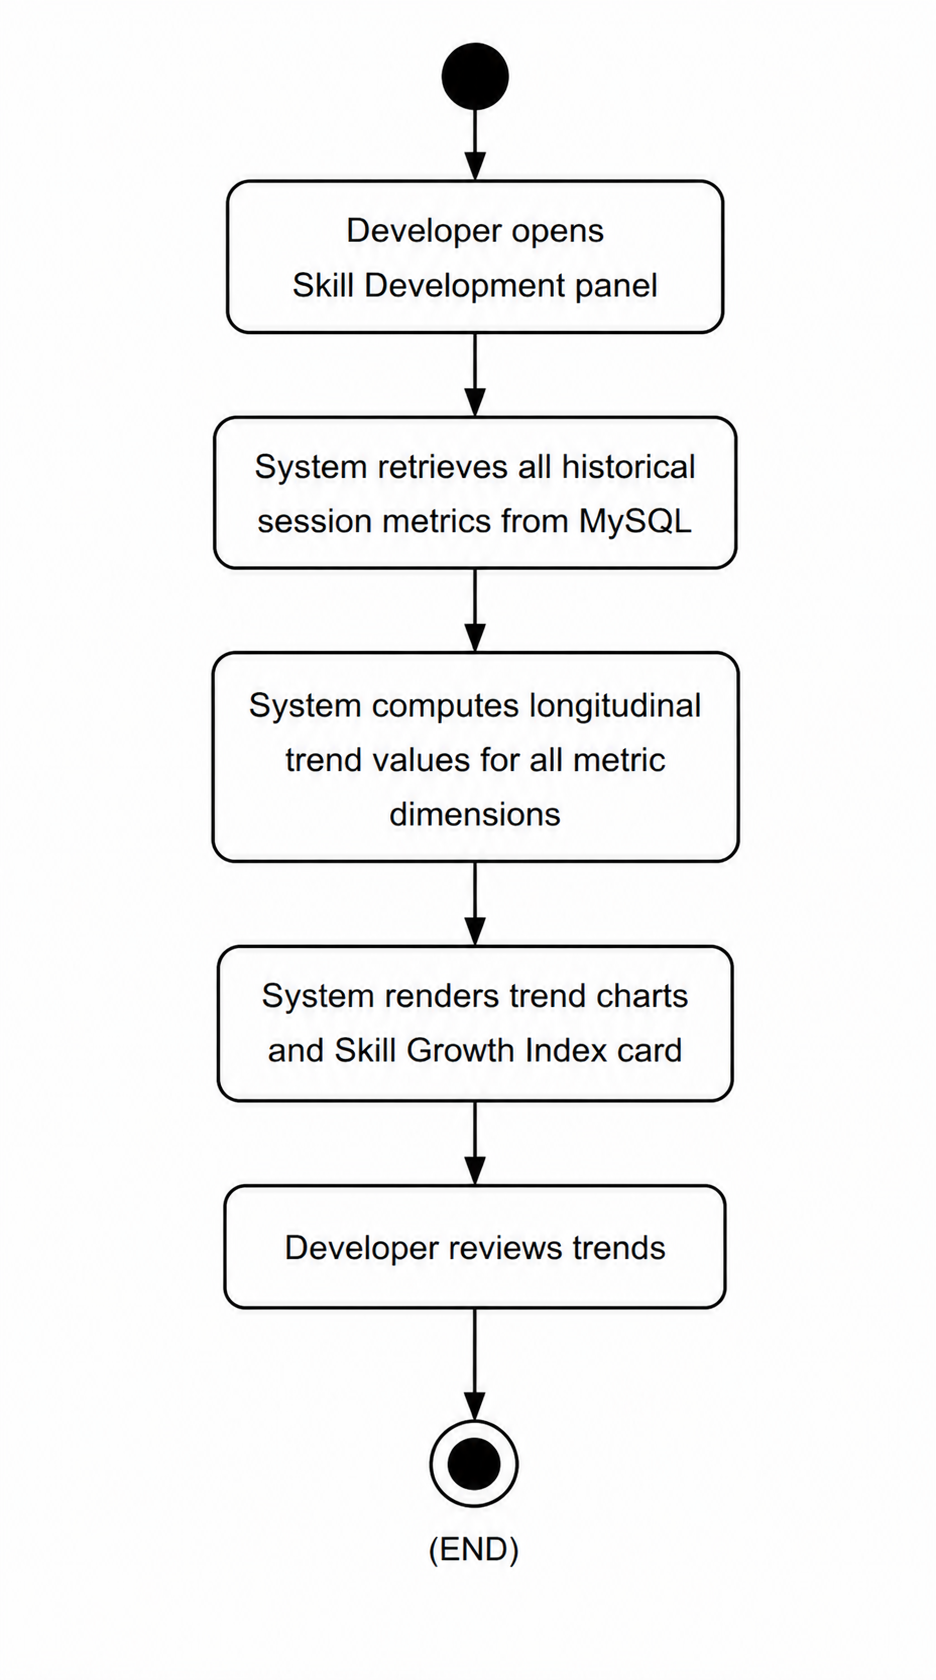 Developer opens
Skill Development panel
System retrieves all historical
session metrics from MySQL
System computes longitudinal
trend values for all metric
dimensions
System renders trend charts
and Skill Growth Index card
Developer reviews trends
(END)